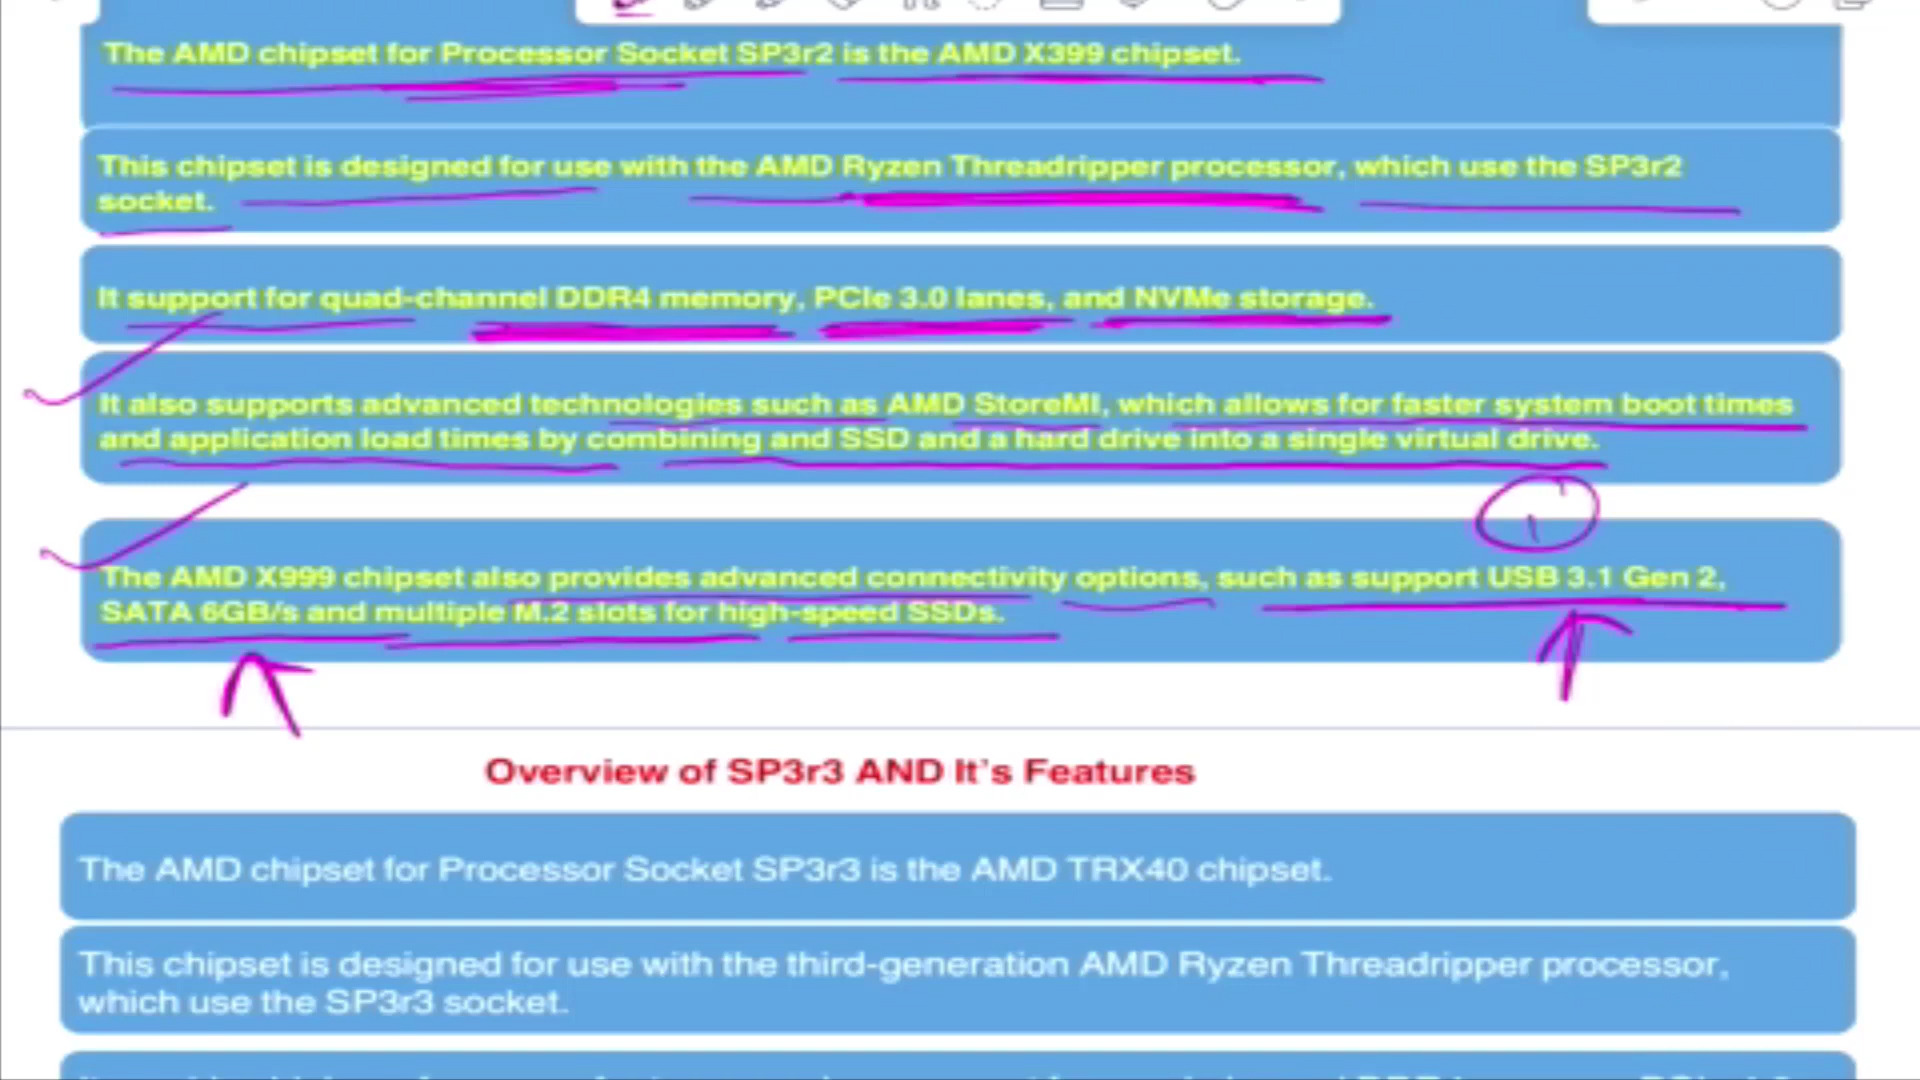 The AMD chipset for Processor Socket SP3r2 is the AMD X399 chipset.
This chipset is designed for use with the AMD Ryzen Threadripper processor, which use the SP3r2
socket.
It support for quad-channel DDR4 memory, PCIe 3.0 lanes, and NVMe storage.
It also supports advanced technologies such as AMD StoreMI, which allows for faster system boot times
and application load times by combining and SSD and a hard drive into a single virtual drive.
The AMD X999 chipset also provides advanced connectivity options, such as support USB 3.1 Gen 2,
SATA 6GB/s and multiple M.2 slots for high-speed SSDs.
Overview of SP3r3 AND It's Features
The AMD chipset for Processor Socket SP3r3 is the AMD TRX40 chipset.
This chipset is designed for use with the third-generation AMD Ryzen Threadripper processor,
which use the SP3r3 socket.